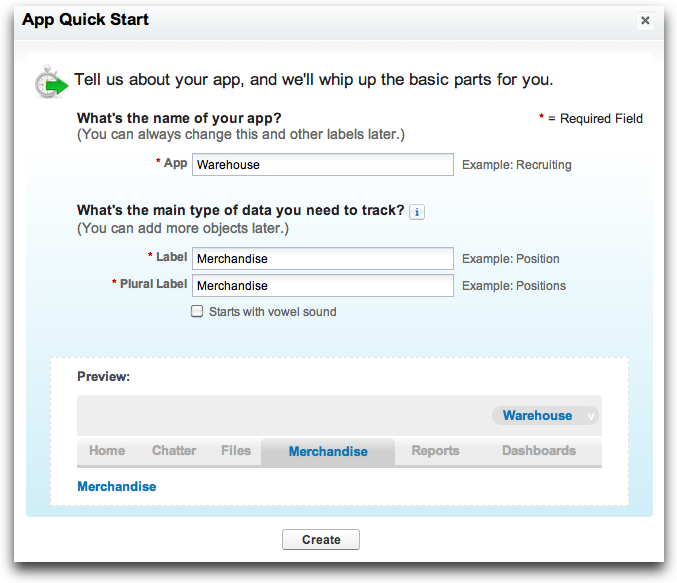 App Quick Start
Tell us about your app, and we'll whip up the basic parts for you.
What's the name of your app?
* = Required Field
(You can always change this and other labels later.)
* App Warehouse Example: Recruiting
What's the main type of data you need to track? i
(You can add more objects later.)
* Label Merchandise Example: Position
* Plural Label Merchandise Example: Positions
Starts with vowel sound
Preview:
Warehouse v
Home Chatter Files Merchandise Reports Dashboards
Merchandise
Create